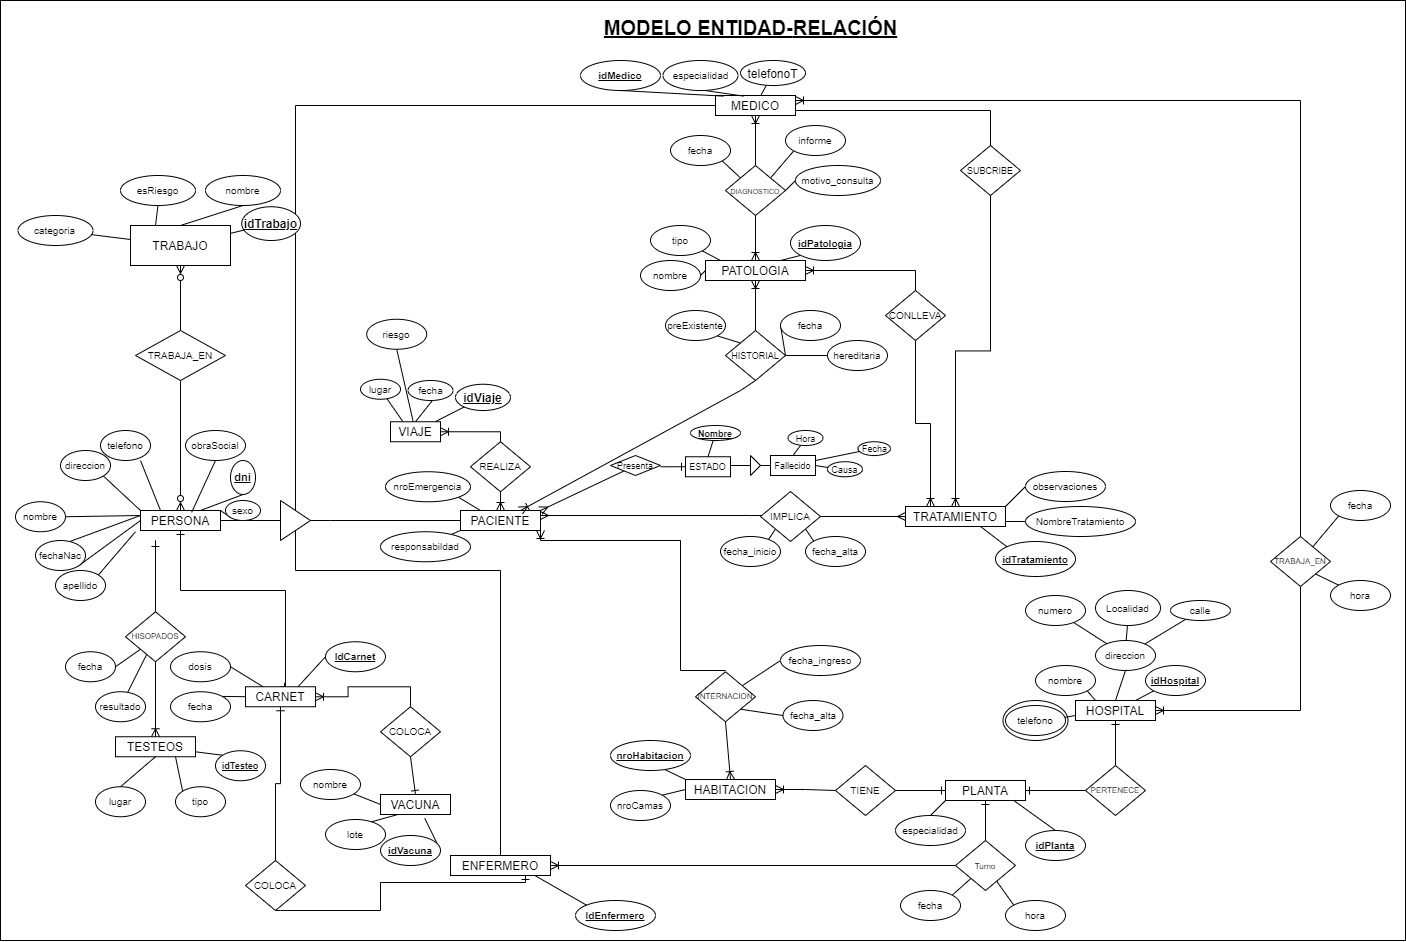 MODELO ENTIDAD-RELACIÓN
idMedico
especialidad
telefonoT
MEDICO
fecha
informe
DIAGNOSTICO
motivo_consulta
SUBCRIBE
esRiesgo
nombre
categoria
idTrabajo
TRABAJO
tipo
idPatologia
nombre
PATOLOGIA
CONLLEVA
preExistente
fecha
HISTORIAL
hereditaria
TRABAJA_EN
riesgo
lugar
fecha
idViaje
VIAJE
REALIZA
Nombre
Presenta
ESTADO
Hora
Fallecido
Fecha
Causa
telefono
obraSocial
direccion
dni
nombre
sexo
PERSONA
fechaNac
apellido
nroEmergencia
PACIENTE
responsabildad
IMPLICA
fecha_inicio
fecha_alta
observaciones
TRATAMIENTO
NombreTratamiento
idTratamiento
fecha
TRABAJA_EN
hora
HISOPADOS
fecha
resultado
TESTEOS
idTesteo
lugar
tipo
dosis
IdCarnet
CARNET
fecha
COLOCA
nombre
VACUNA
lote
idVacuna
COLOCA
ENFERMERO
IdEnfermero
fecha_ingreso
INTERNACION
fecha_alta
nroHabitacion
HABITACION
nroCamas
TIENE
PLANTA
especialidad
idPlanta
PERTENECE
Turno
fecha
hora
numero
Localidad
calle
direccion
nombre
idHospital
HOSPITAL
telefono